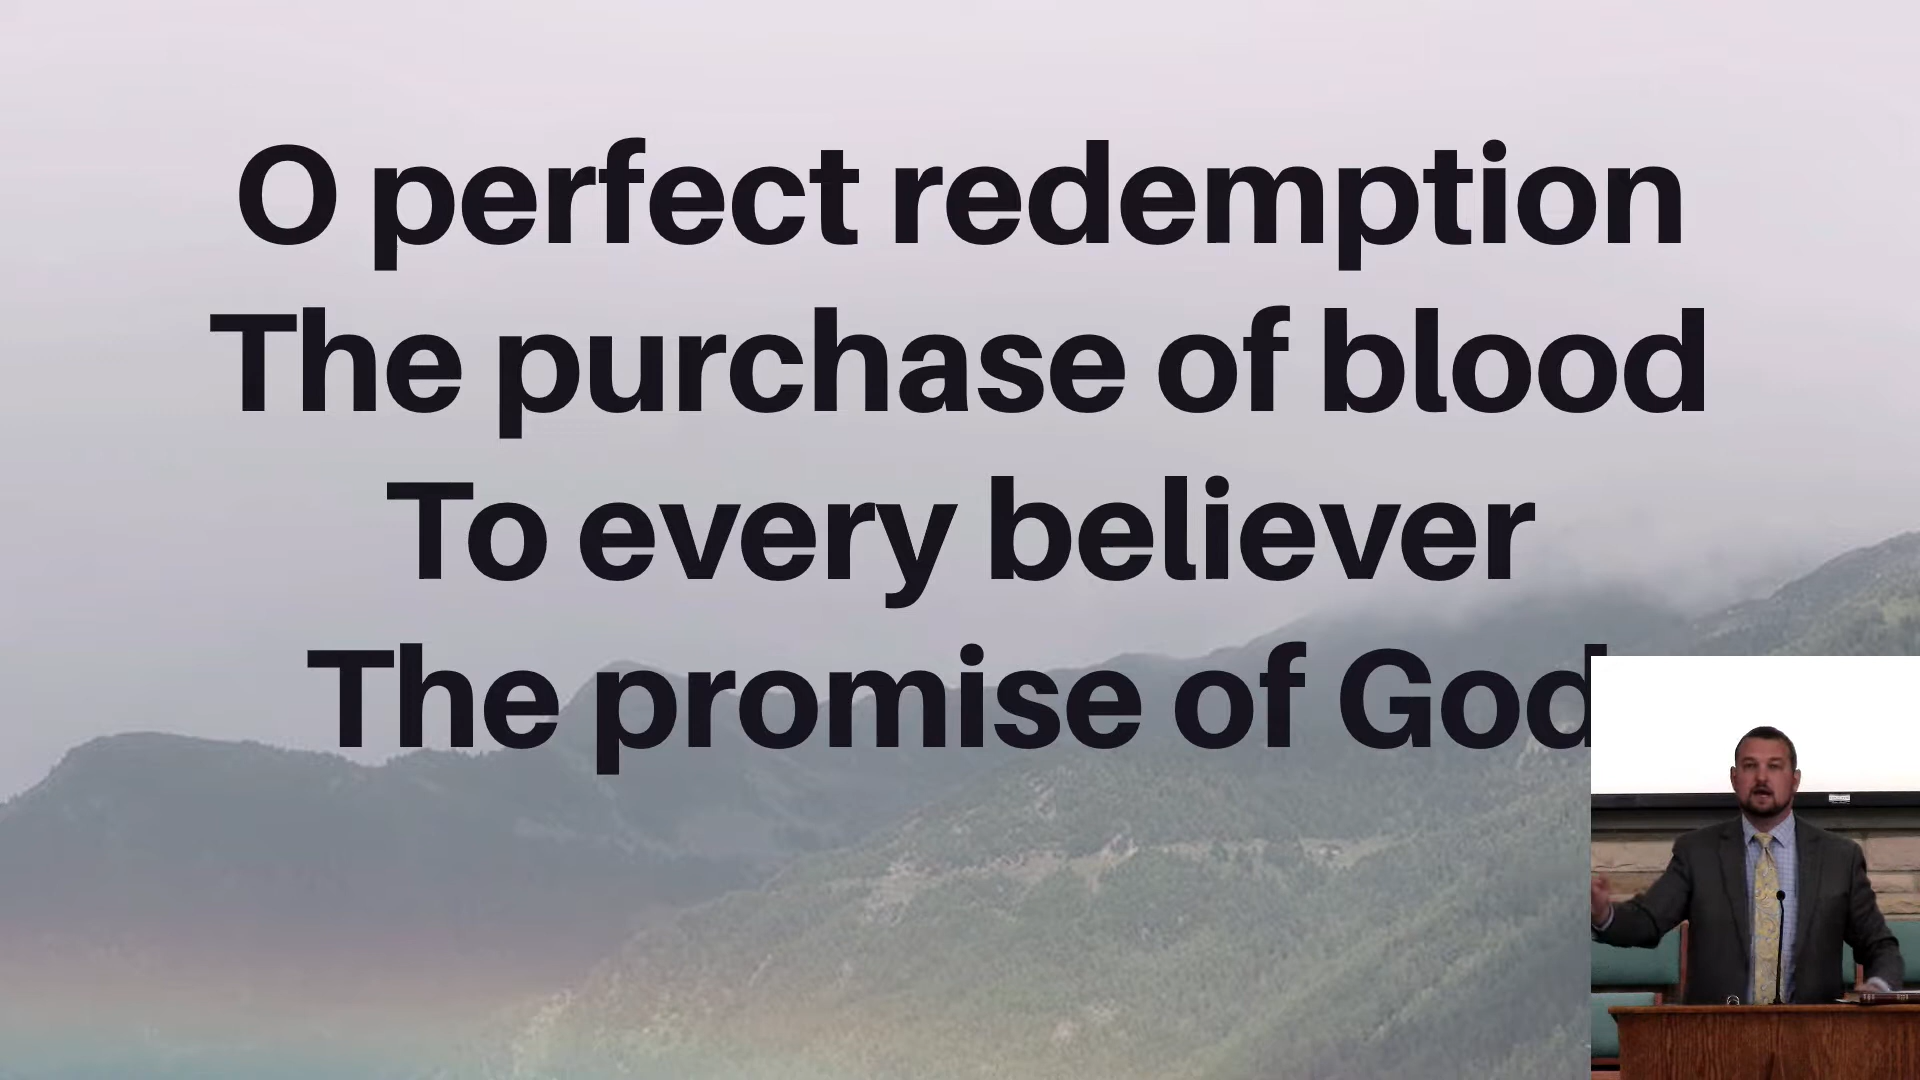 O perfect redemption
The purchase of blood
To every believer
The promise of God